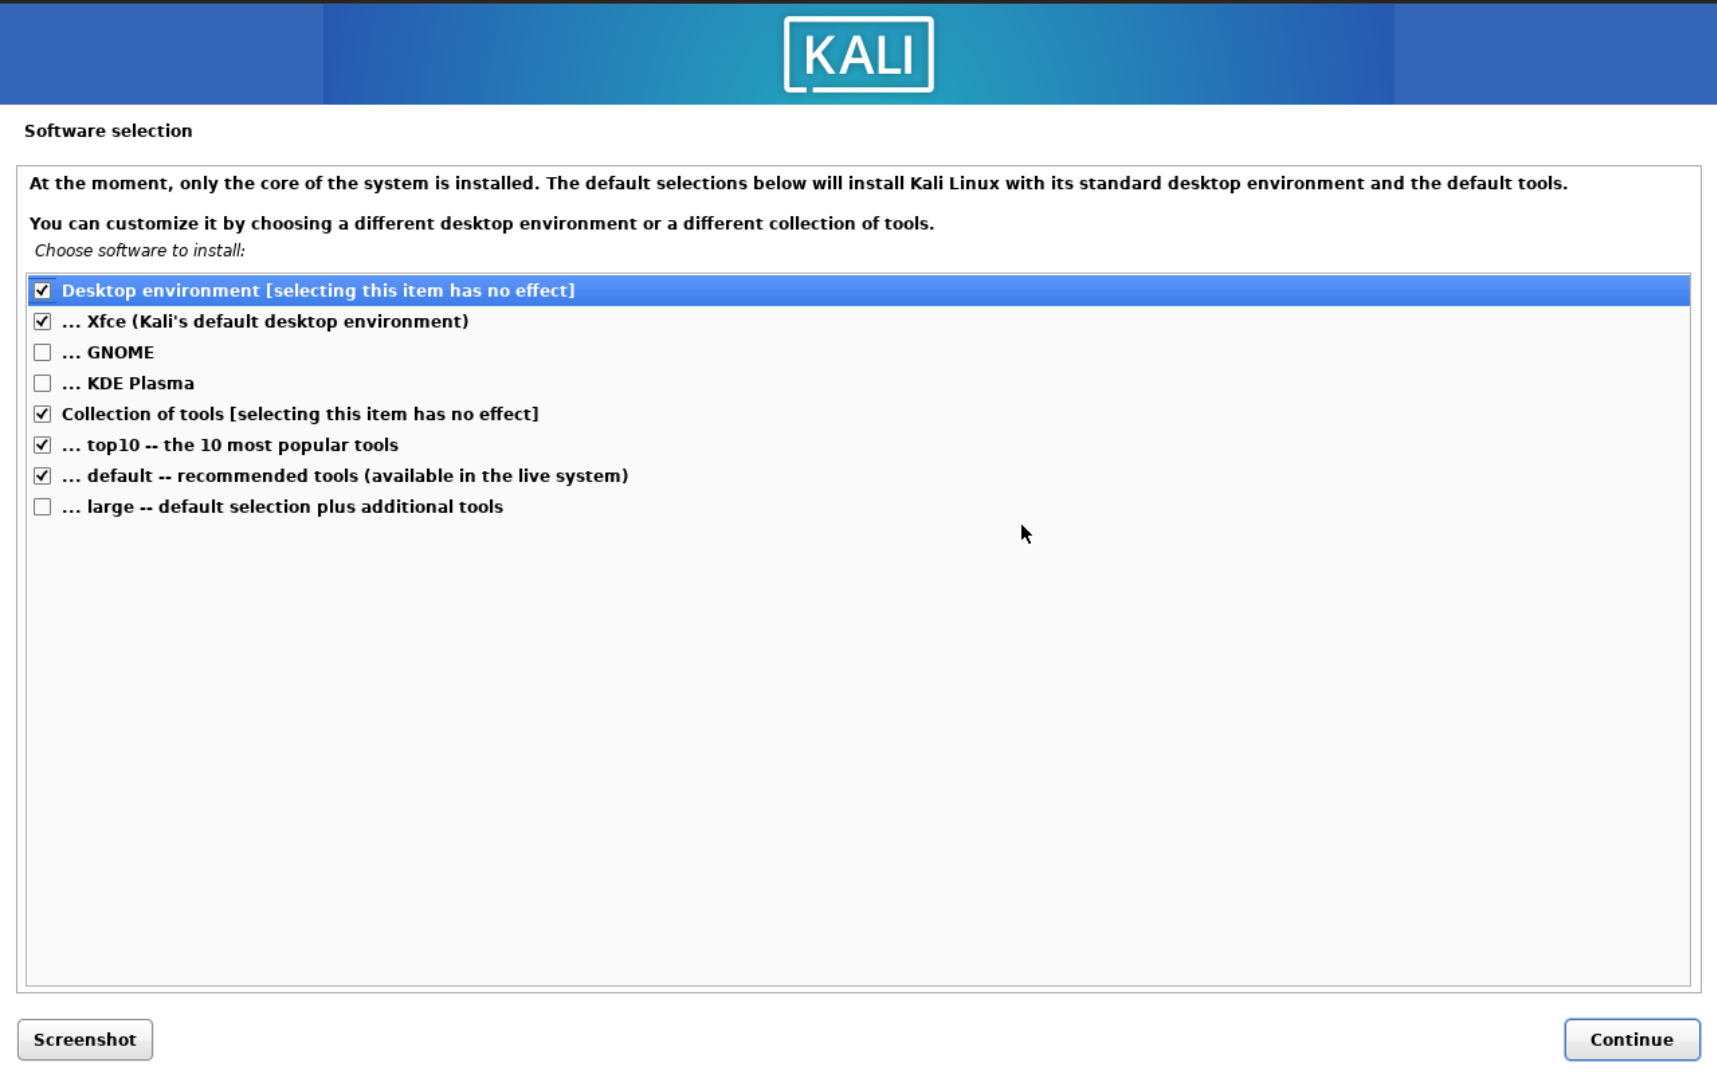 KALI
Software selection
At the moment, only the core of the system is installed. The default selections below will install Kali Linux with its standard desktop environment and the default tools.
You can customize it by choosing a different desktop environment or a different collection of tools.
Choose software to install:
Desktop environment [selecting this item has no effect]
... Xfce (Kali's default desktop environment)
... GNOME
... KDE Plasma
Collection of tools [selecting this item has no effect]
... top10 -- the 10 most popular tools
... default -- recommended tools (available in the live system)
... large -- default selection plus additional tools
Screenshot
Continue